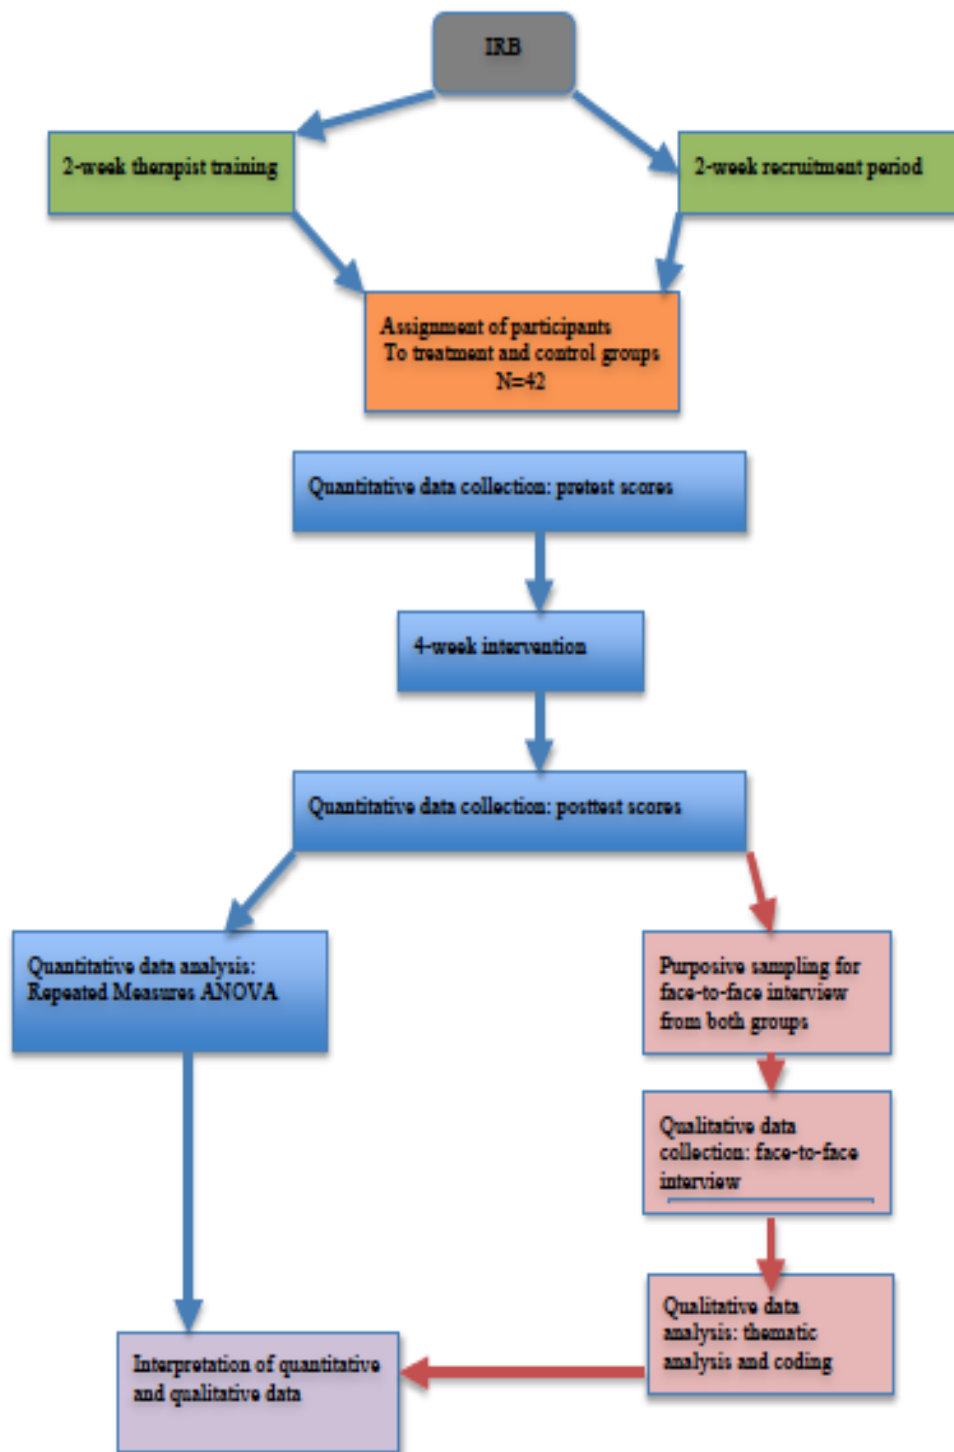 IRB
2-week therapist training
2-week recruitment period
Assignment of participants
To treatment and control groups
N=42
Quantitative data collection: pretest scores
4-week intervention
Quantitative data collection: posttest scores
Quantitative data analysis:
Repeated Measures ANOVA
Purposive sampling for
face-to-face interview
from both groups
Qualitative data
collection: face-to-face
interview
Qualitative data
analysis: thematic
analysis and coding
Interpretation of quantitative
and qualitative data